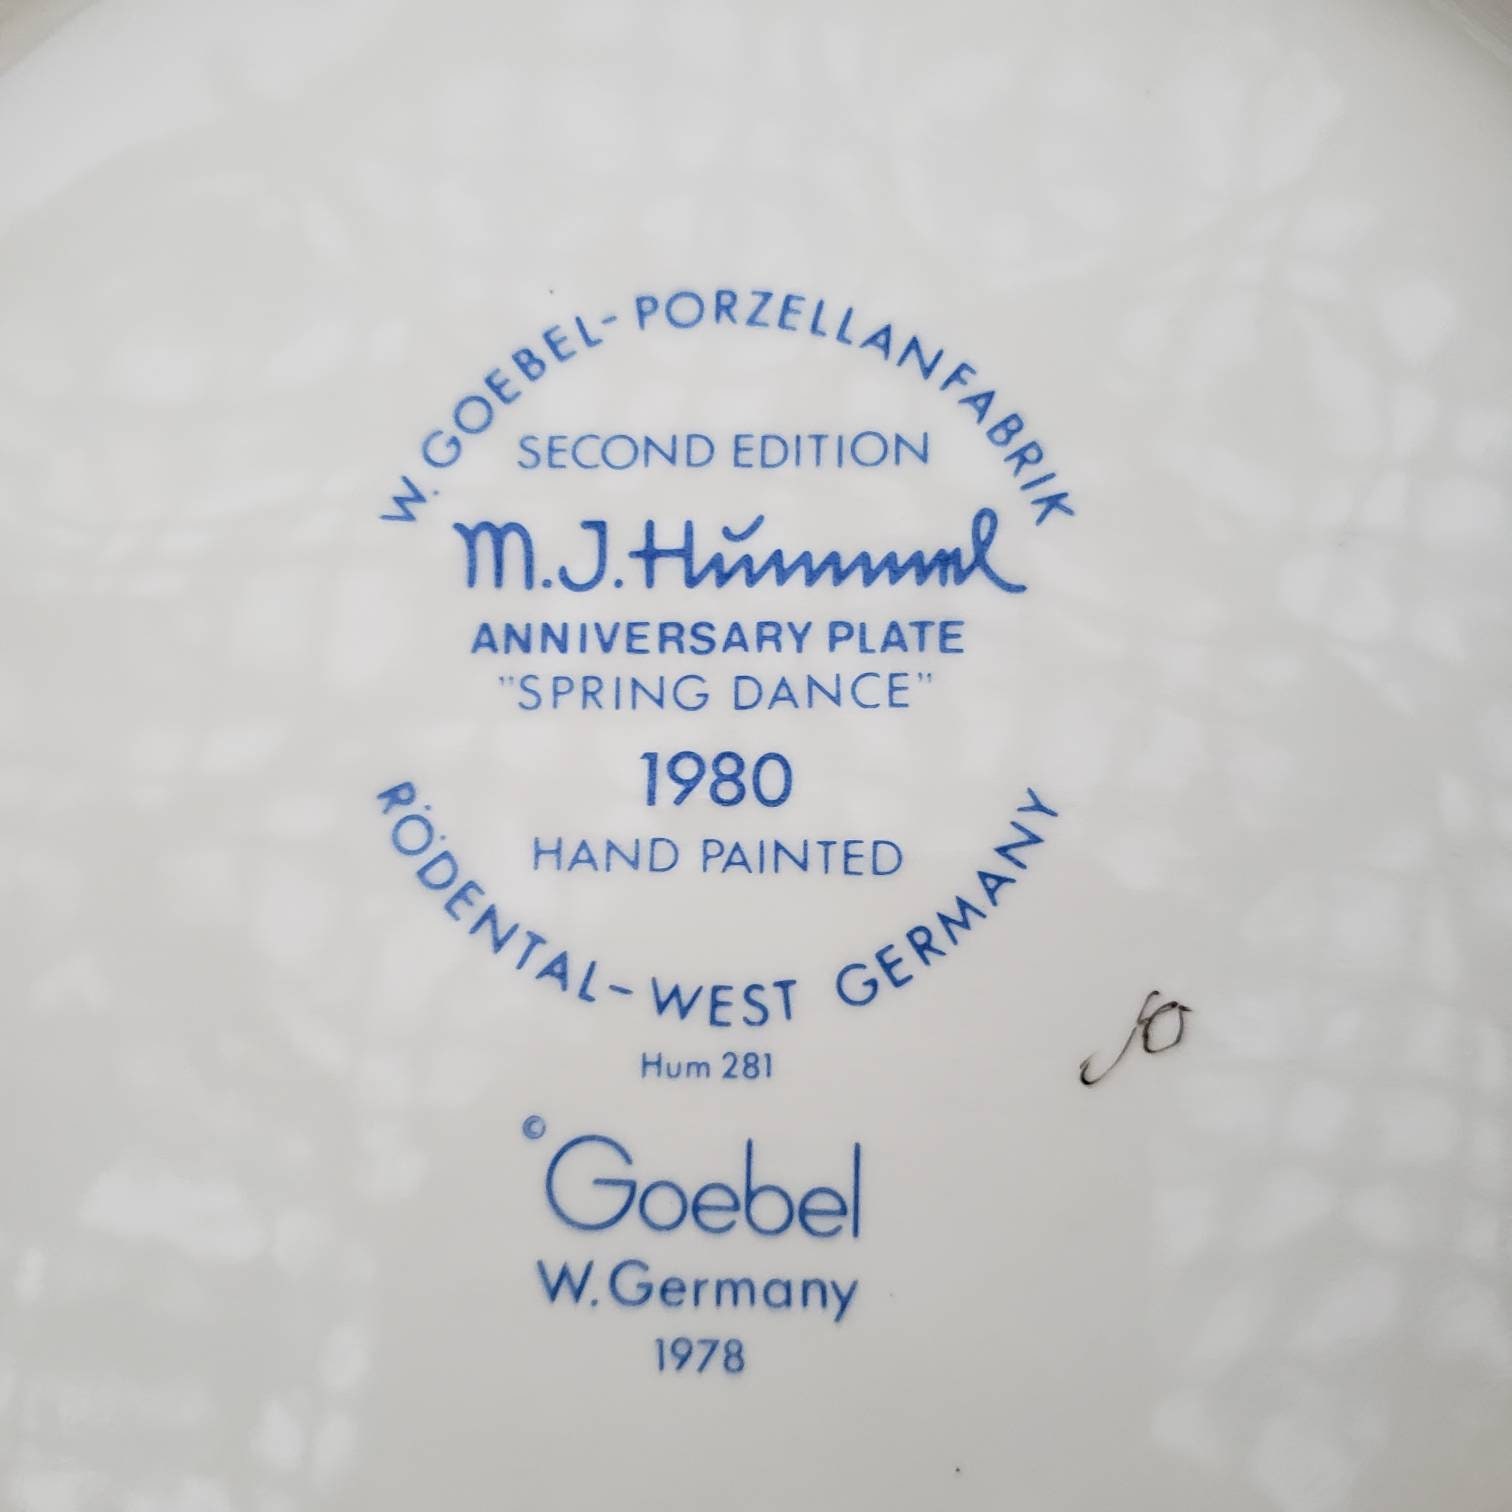 W. GOEBEL-PORZELLANFABRIK
SECOND EDITION
M.J. Hummel
ANNIVERSARY PLATE
"SPRING DANCE"
1980
HAND PAINTED
RÖDENTAL-WEST GERMANY
Hum 281
© Goebel
W. Germany
1978